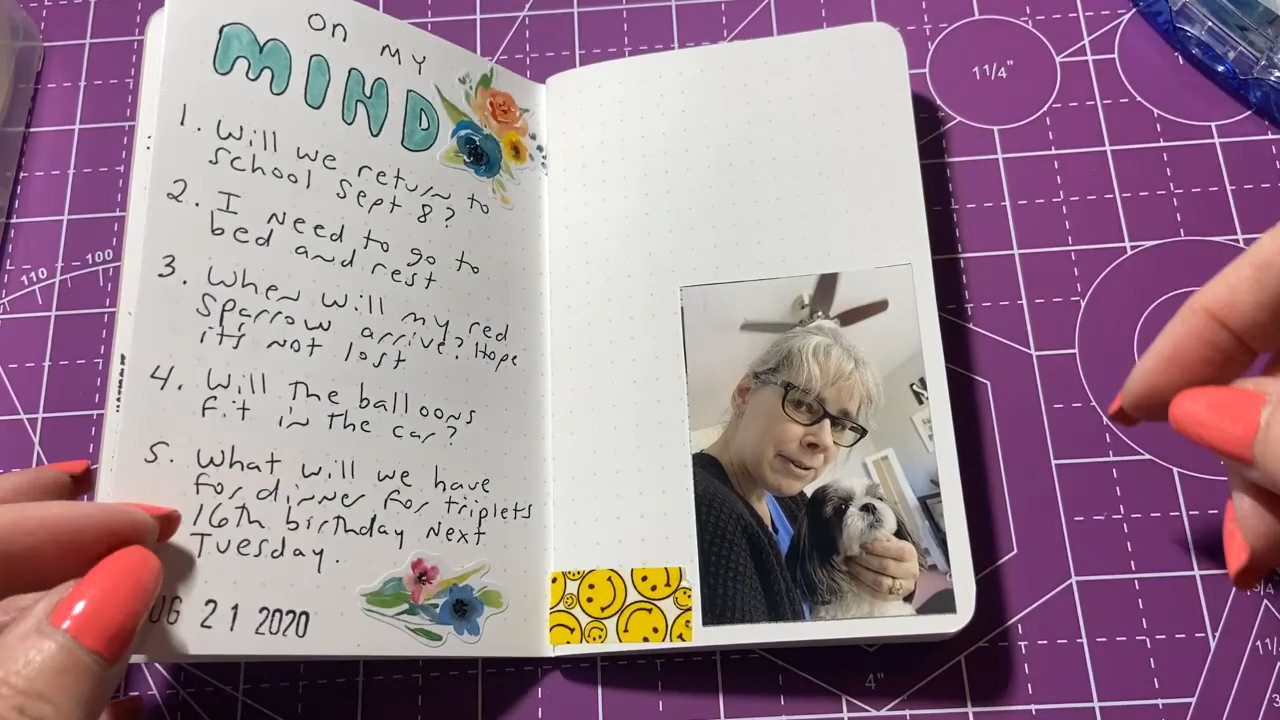 on my
MIND
1. Will we return to
school Sept 8?
2. I need to go to
bed and rest
3. When will my red
Sparrow arrive? Hope
it's not lost
4. Will the balloons
fit in the car?
5. What will we have
for dinner for triplets
16th birthday next
Tuesday.
UG 21 2020
1 1/4"
110
100
4"